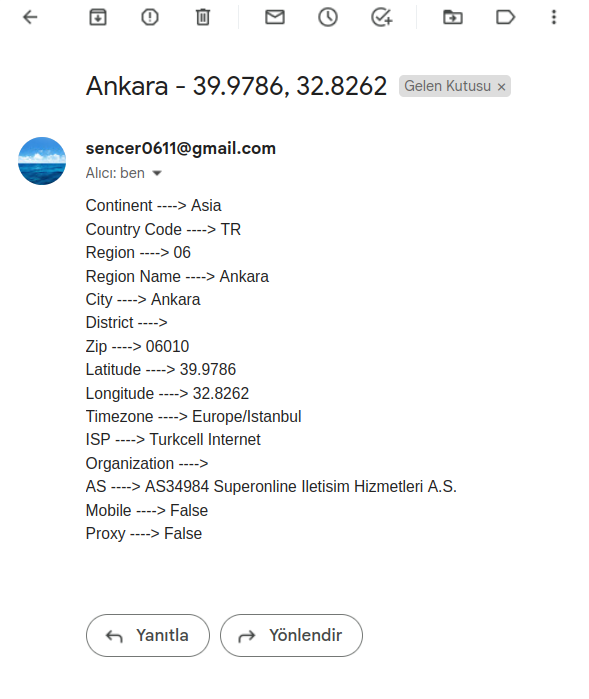 Ankara - 39.9786, 32.8262 Gelen Kutusu ×
sencer0611@gmail.com
Alıcı: ben
Continent ----> Asia
Country Code ----> TR
Region ----> 06
Region Name ----> Ankara
City ----> Ankara
District ---->
Zip ----> 06010
Latitude ----> 39.9786
Longitude ----> 32.8262
Timezone ----> Europe/Istanbul
ISP ----> Turkcell Internet
Organization ---->
AS ----> AS34984 Superonline Iletisim Hizmetleri A.S.
Mobile ----> False
Proxy ----> False
Yanıtla Yönlendir